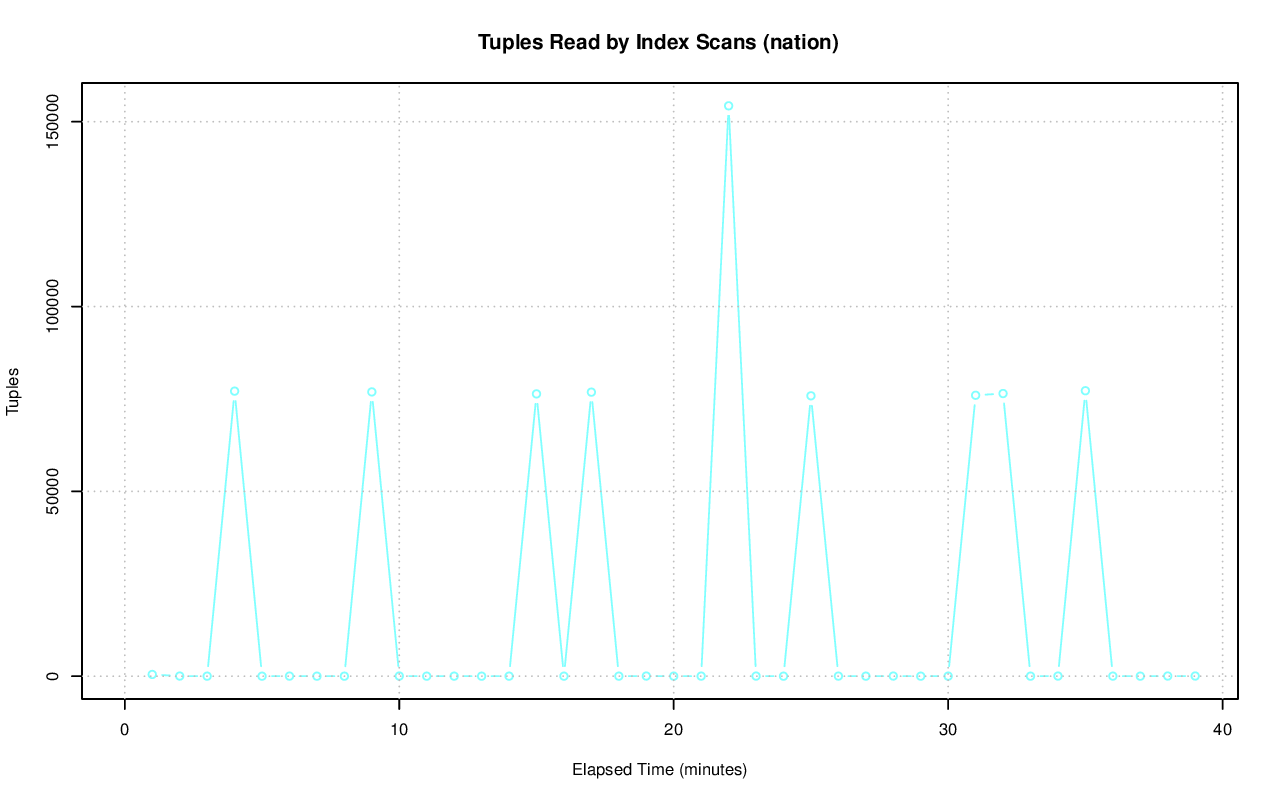 Tuples Read by Index Scans (nation)
150000
100000
50000
0
Tuples
0 10 20 30 40
Elapsed Time (minutes)